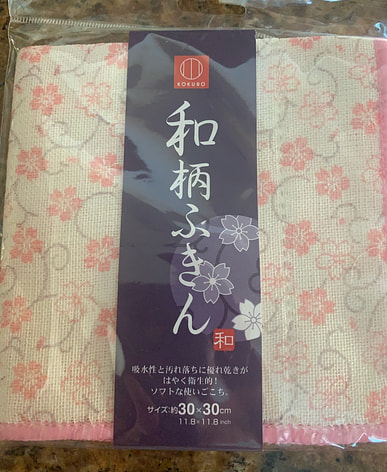 KOKUBO
和柄ふきん
和
吸水性と汚れ落ちに優れ乾きが
はやく衛生的！
ソフトな使いごこち。
サイズ:約30×30cm
11.8×11.8 inch